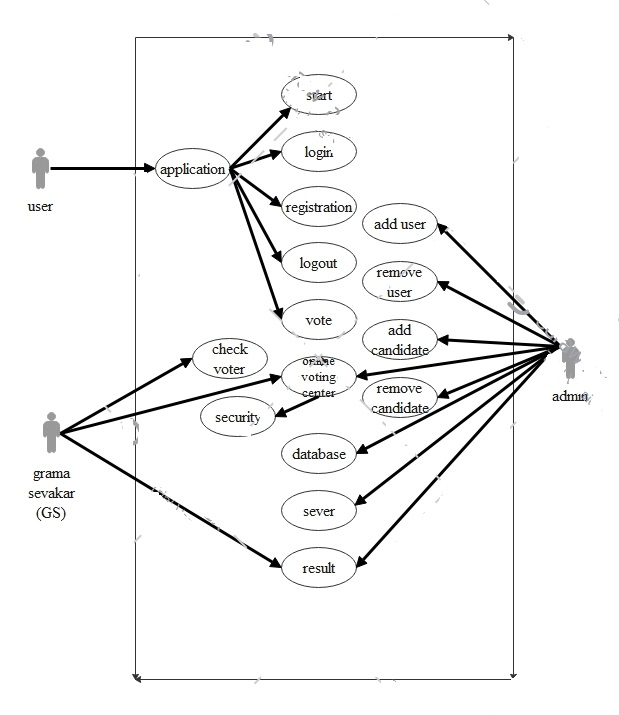 start
login
application
user
registration
add user
logout
remove
user
vote
add
candidate
check
voter
online
voting
center
admin
remove
candidate
security
database
grama
sevakar
(GS)
sever
result